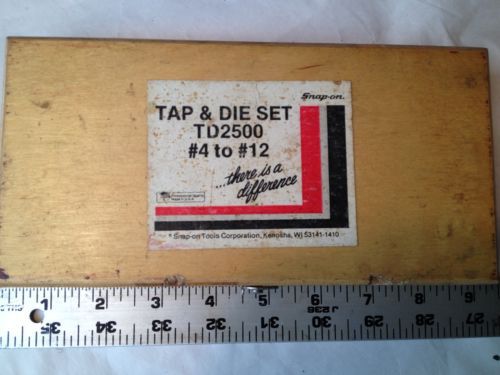 Snap-on
TAP & DIE SET
TD2500
#4 to #12
...there is a
difference
Snap-on Tools Corporation, Kenosha, WI 53141-1410
1 2 3 4 5 6 7 8 9
J 236
35 34 33 32 31 30 29 28 27